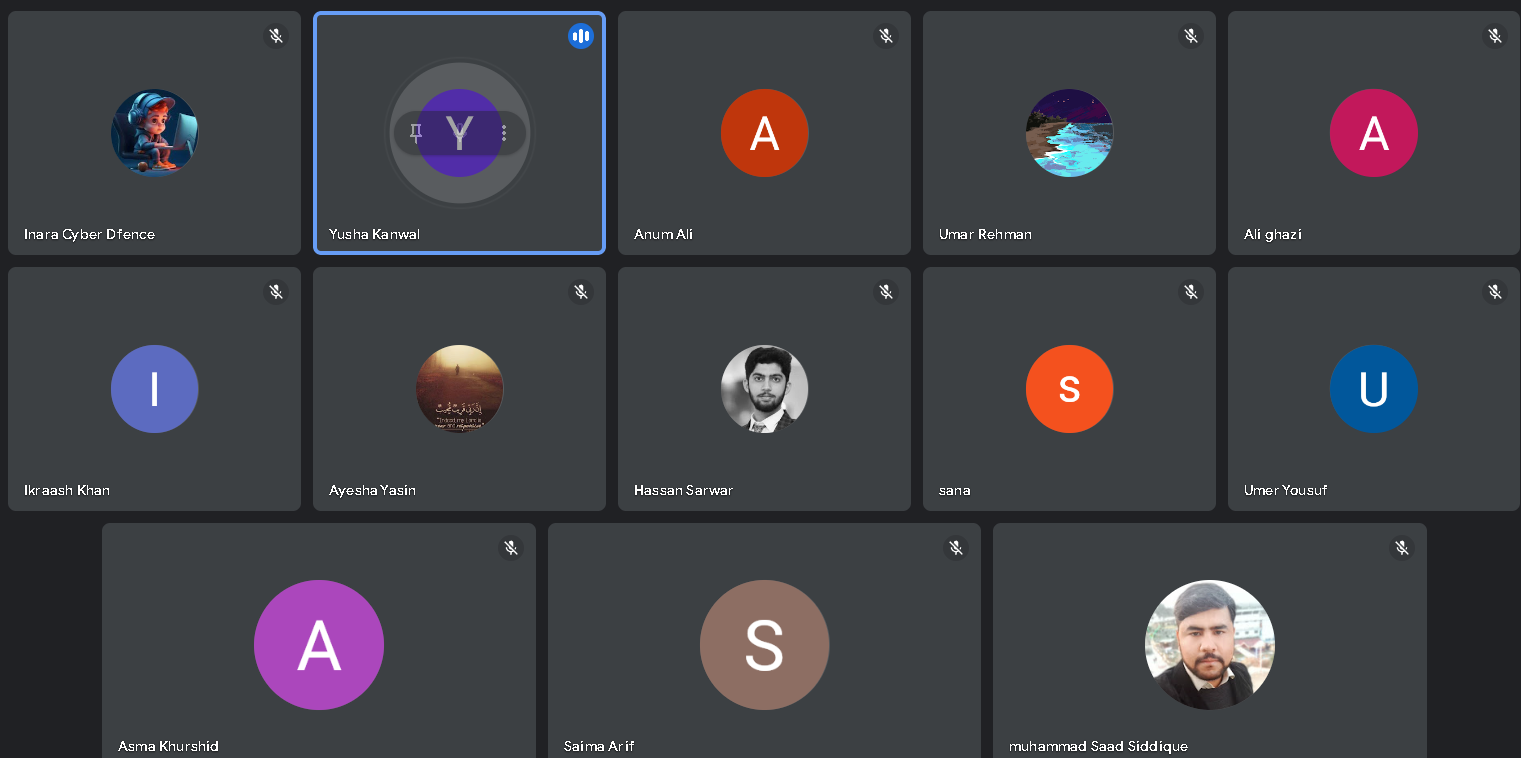 Y
A
A
Inara Cyber Dfence
Yusha Kanwal
Anum Ali
Umar Rehman
Ali ghazi
I
s
U
Ikraash Khan
Ayesha Yasin
Hassan Sarwar
sana
Umer Yousuf
A
S
Asma Khurshid
Saima Arif
muhammad Saad Siddique